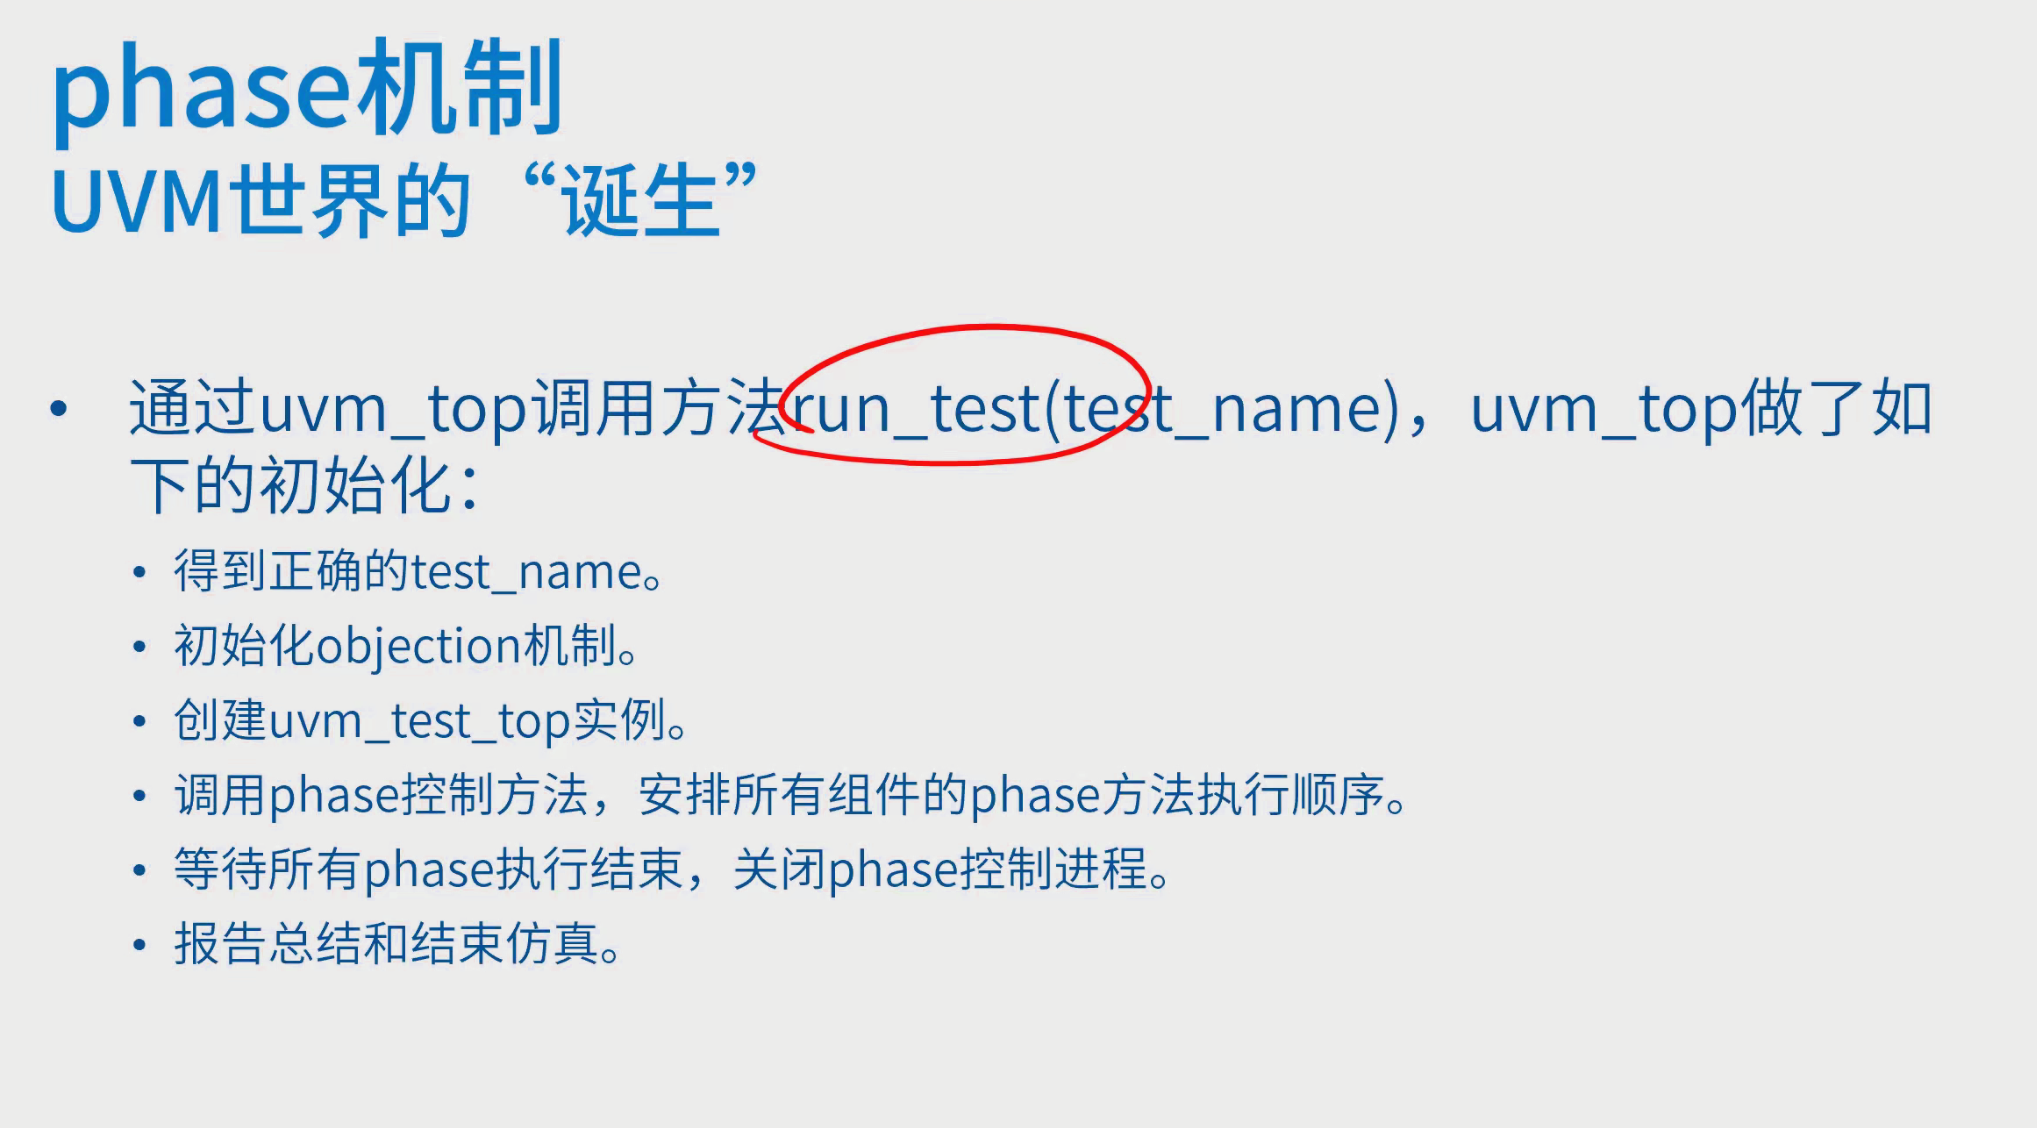 phase机制
UVM世界的“诞生”
• 通过uvm_top调用方法run_test(test_name)，uvm_top做了如
下的初始化：
• 得到正确的test_name。
• 初始化objection机制。
• 创建uvm_test_top实例。
• 调用phase控制方法，安排所有组件的phase方法执行顺序。
• 等待所有phase执行结束，关闭phase控制进程。
• 报告总结和结束仿真。